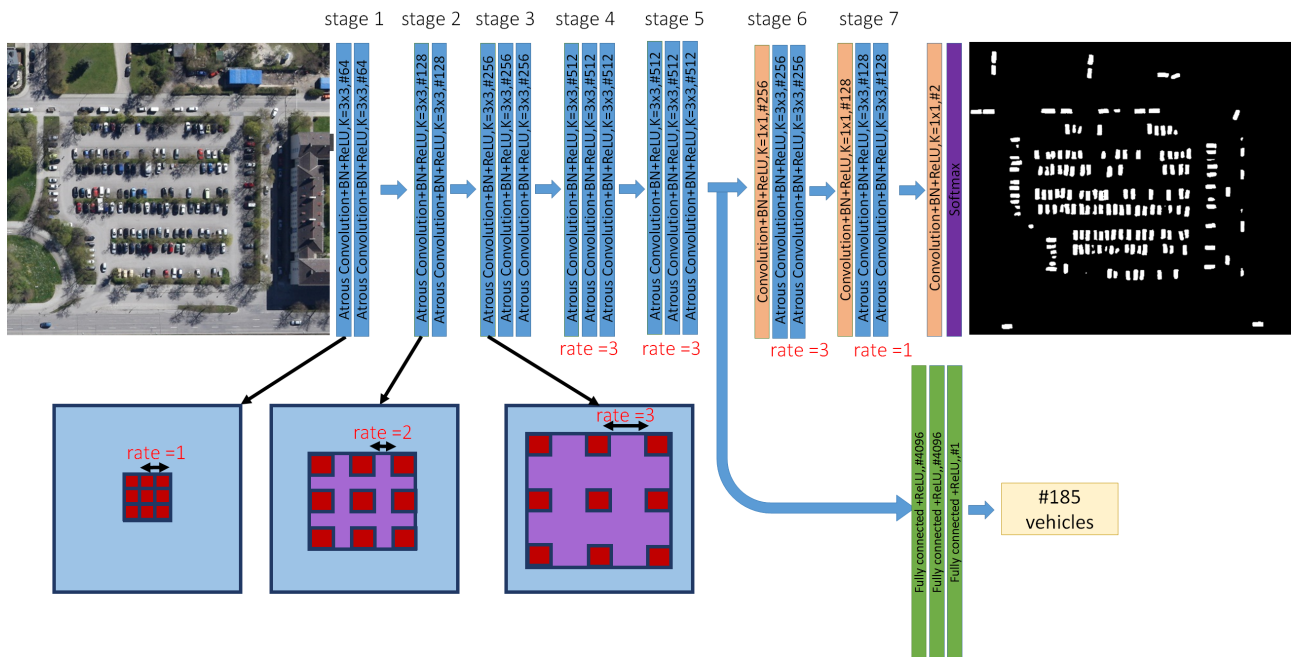 stage 1
stage 2
stage 3
stage 4
stage 5
stage 6
stage 7
Atrous Convolution+BN+ReLU,K=3x3,#64
Atrous Convolution+BN+ReLU,K=3x3,#64
Atrous Convolution+BN+ReLU,K=3x3,#128
Atrous Convolution+BN+ReLU,K=3x3,#128
Atrous Convolution+BN+ReLU,K=3x3,#256
Atrous Convolution+BN+ReLU,K=3x3,#256
Atrous Convolution+BN+ReLU,K=3x3,#256
Atrous Convolution+BN+ReLU,K=3x3,#512
Atrous Convolution+BN+ReLU,K=3x3,#512
Atrous Convolution+BN+ReLU,K=3x3,#512
Atrous Convolution+BN+ReLU,K=3x3,#512
Atrous Convolution+BN+ReLU,K=3x3,#512
Atrous Convolution+BN+ReLU,K=3x3,#512
Convolution+BN+ReLU,K=1x1,#256
Atrous Convolution+BN+ReLU,K=3x3,#256
Atrous Convolution+BN+ReLU,K=3x3,#256
Convolution+BN+ReLU,K=1x1,#128
Atrous Convolution+BN+ReLU,K=3x3,#128
Atrous Convolution+BN+ReLU,K=3x3,#128
Convolution+BN+ReLU,K=1x1,#2
Softmax
rate =3
rate =3
rate =3
rate =1
rate =1
rate =2
rate =3
Fully connected +ReLU,,#4096
Fully connected +ReLU,,#4096
Fully connected +ReLU,,#1
#185
vehicles